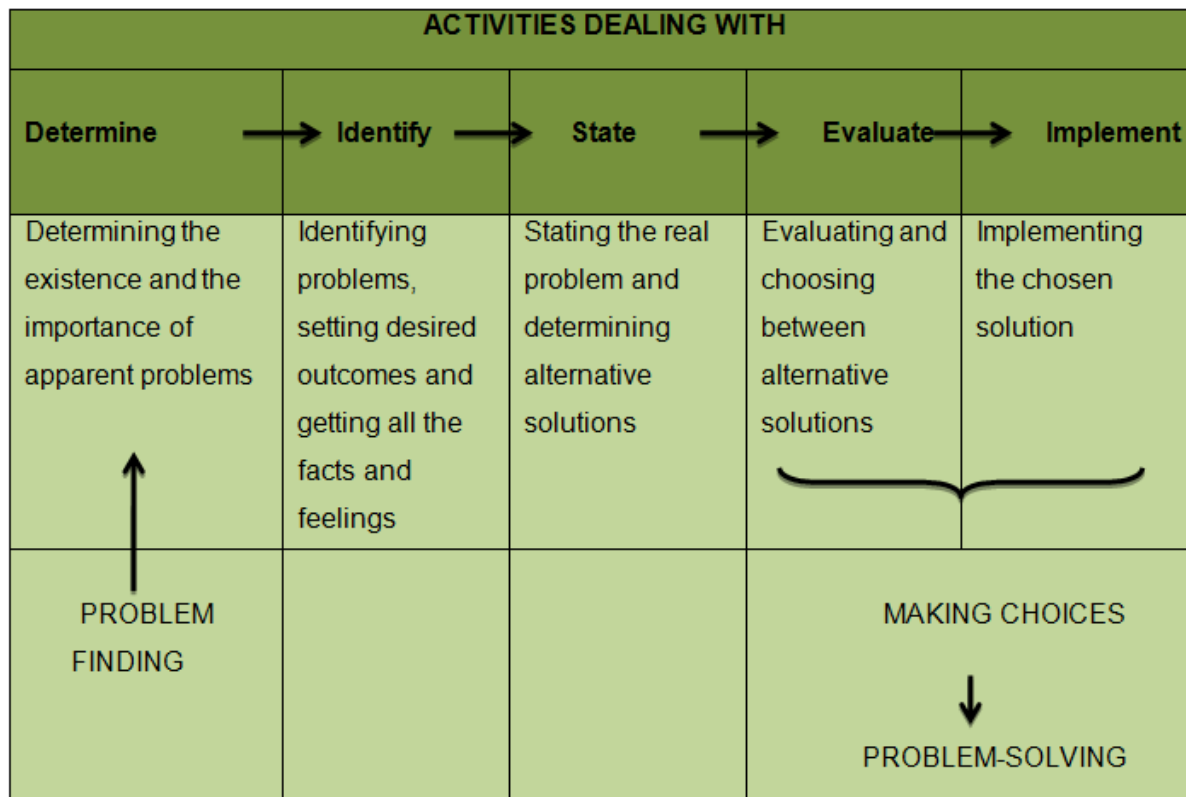 ACTIVITIES DEALING WITH
Determine
Identify
State
Evaluate
Implement
Determining the
existence and the
importance of
apparent problems
Identifying
problems,
setting desired
outcomes and
getting all the
facts and
feelings
Stating the real
problem and
determining
alternative
solutions
Evaluating and
choosing
between
alternative
solutions
Implementing
the chosen
solution
PROBLEM
FINDING
MAKING CHOICES
PROBLEM-SOLVING